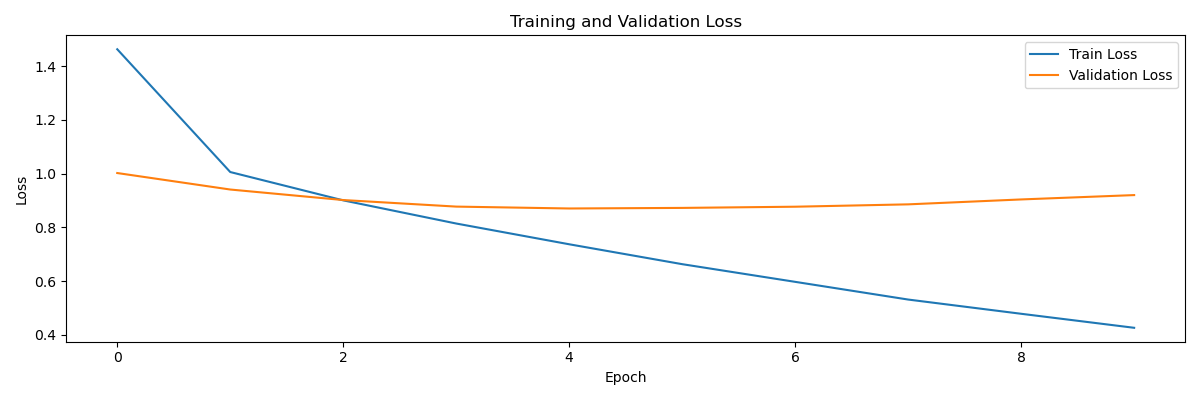 Training and Validation Loss
Train Loss
Validation Loss
Loss
1.4
1.2
1.0
0.8
0.6
0.4
0 2 4 6 8
Epoch